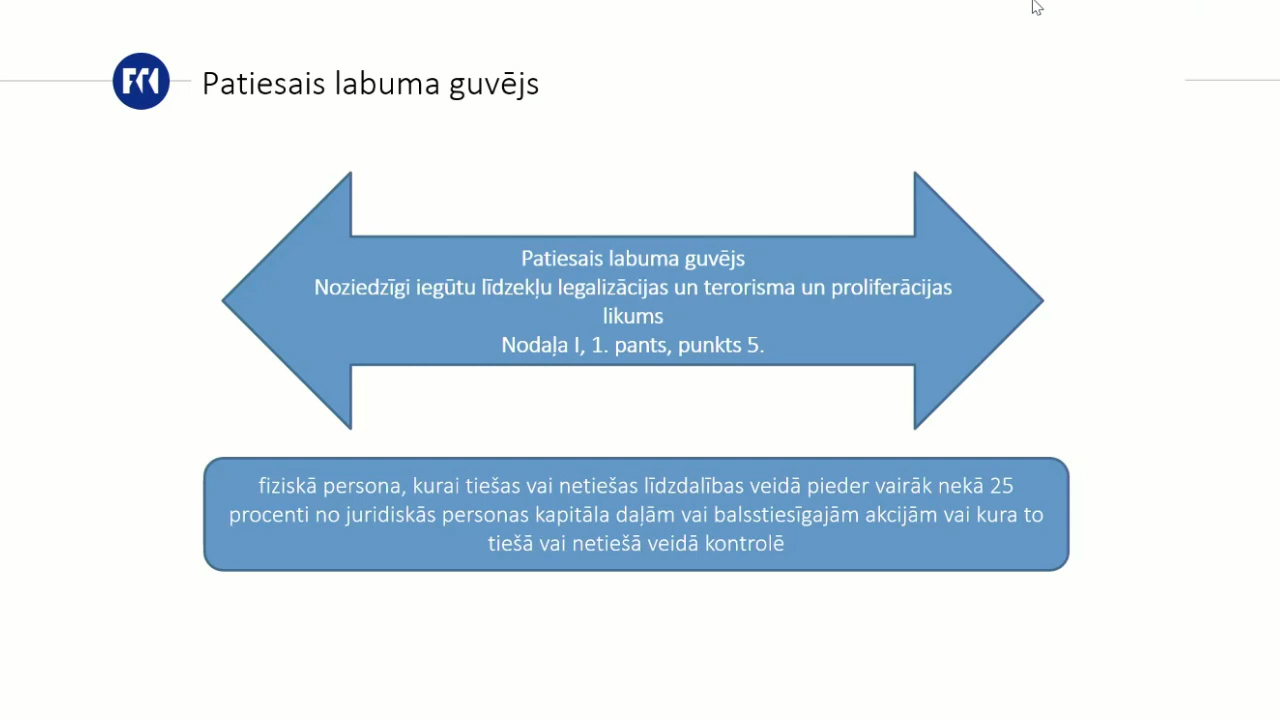 Patiesais labuma guvējs
Patiesais labuma guvējs
Noziedzīgi iegūtu līdzekļu legalizācijas un terorisma un proliferācijas
likums
Nodaļa I, 1. pants, punkts 5.
fiziskā persona, kurai tiešas vai netiešas līdzdalības veidā pieder vairāk nekā 25
procenti no juridiskās personas kapitāla daļām vai balsstiesīgajām akcijām vai kura to
tiešā vai netiešā veidā kontrolē